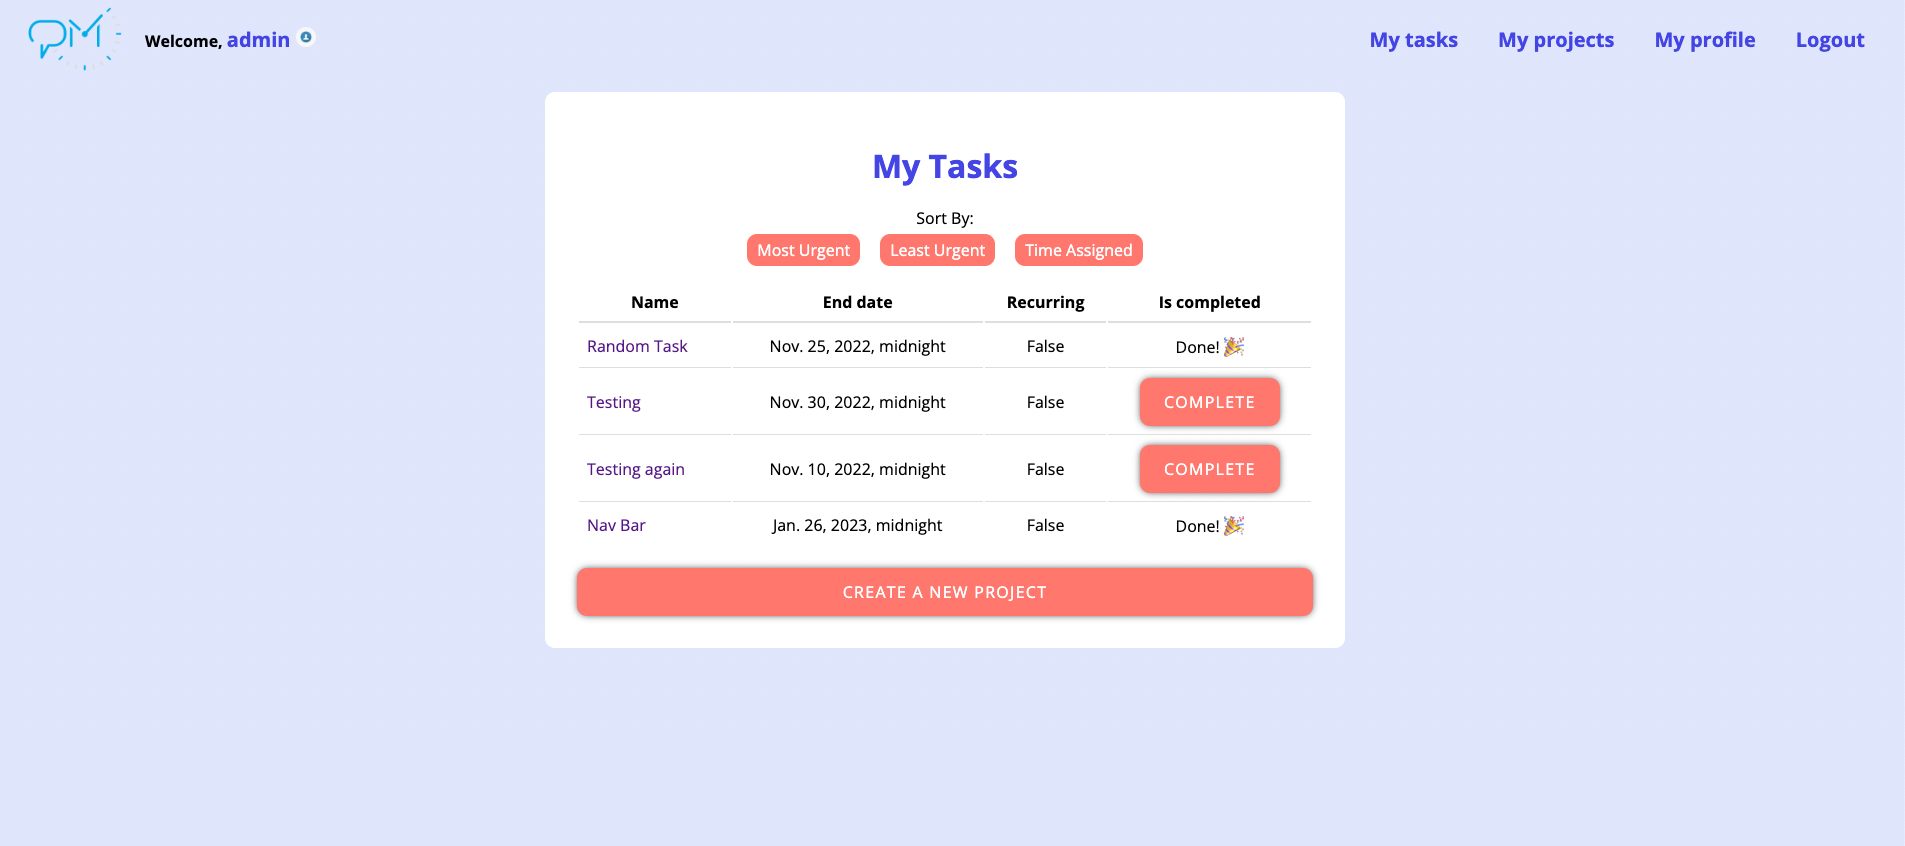 PM
Welcome, admin
My tasks My projects My profile Logout
My Tasks
Sort By:
Most Urgent Least Urgent Time Assigned
Name End date Recurring Is completed
Random Task Nov. 25, 2022, midnight False Done! 🎉
Testing Nov. 30, 2022, midnight False COMPLETE
Testing again Nov. 10, 2022, midnight False COMPLETE
Nav Bar Jan. 26, 2023, midnight False Done! 🎉
CREATE A NEW PROJECT